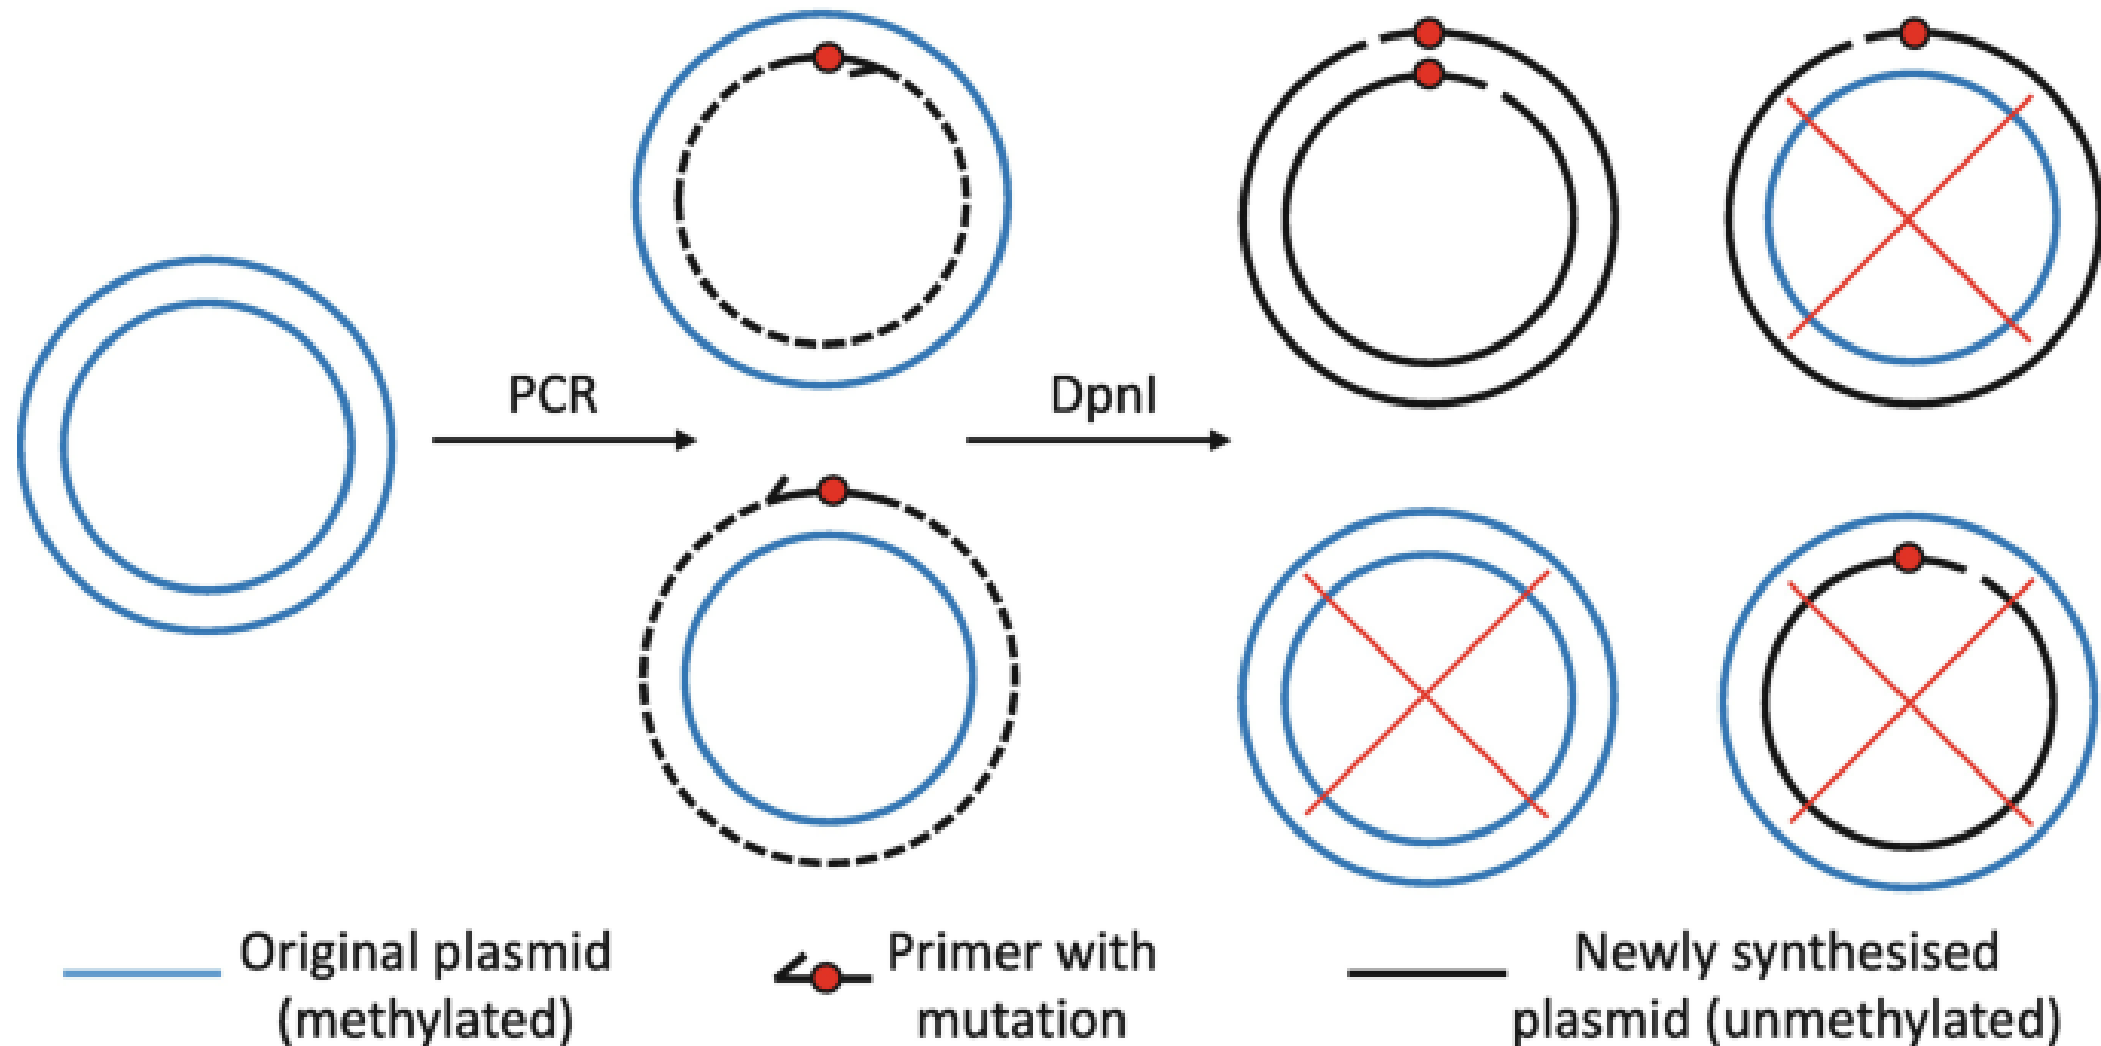 PCR
DpnI
Original plasmid
(methylated)
Primer with
mutation
Newly synthesised
plasmid (unmethylated)